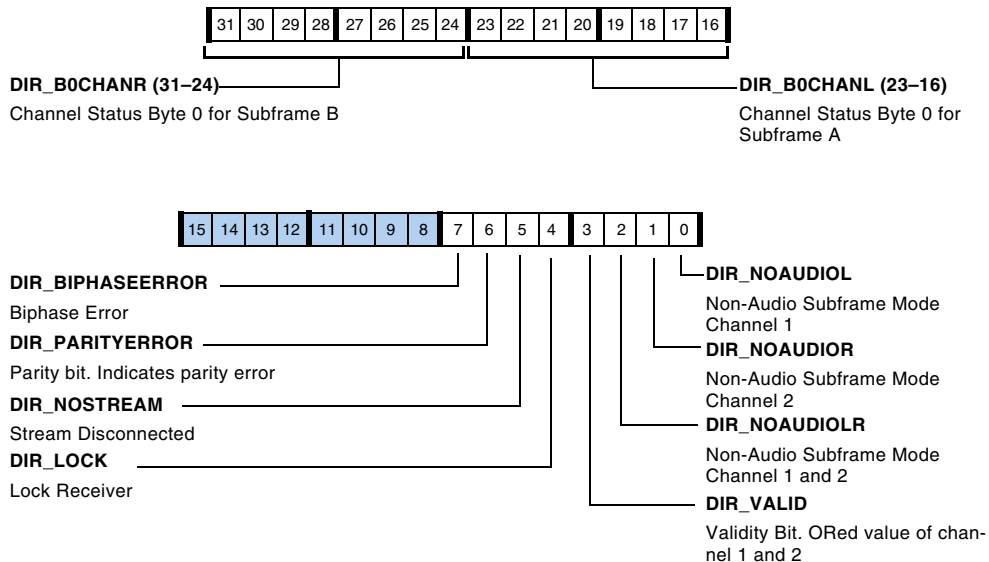 31 30 29 28 27 26 25 24 23 22 21 20 19 18 17 16
DIR_B0CHANR (31–24)
Channel Status Byte 0 for Subframe B
DIR_B0CHANL (23–16)
Channel Status Byte 0 for
Subframe A
15 14 13 12 11 10 9 8 7 6 5 4 3 2 1 0
DIR_BIPHASEERROR
Biphase Error
DIR_PARITYERROR
Parity bit. Indicates parity error
DIR_NOSTREAM
Stream Disconnected
DIR_LOCK
Lock Receiver
DIR_NOAUDIOL
Non-Audio Subframe Mode
Channel 1
DIR_NOAUDIOR
Non-Audio Subframe Mode
Channel 2
DIR_NOAUDIOLR
Non-Audio Subframe Mode
Channel 1 and 2
DIR_VALID
Validity Bit. ORed value of chan-
nel 1 and 2